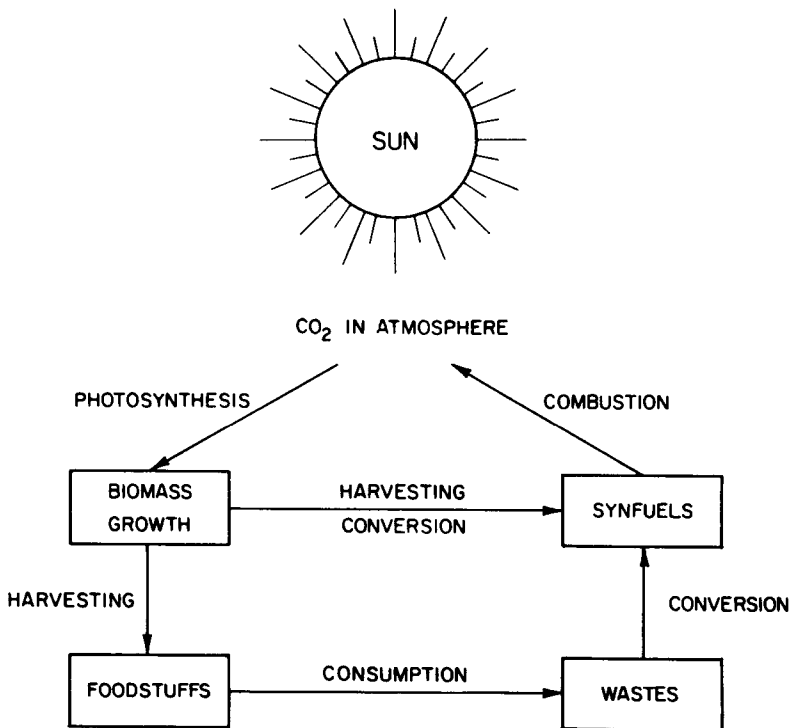 SUN
CO₂ IN ATMOSPHERE
PHOTOSYNTHESIS
COMBUSTION
BIOMASS
GROWTH
HARVESTING
CONVERSION
SYNFUELS
HARVESTING
CONVERSION
FOODSTUFFS
CONSUMPTION
WASTES